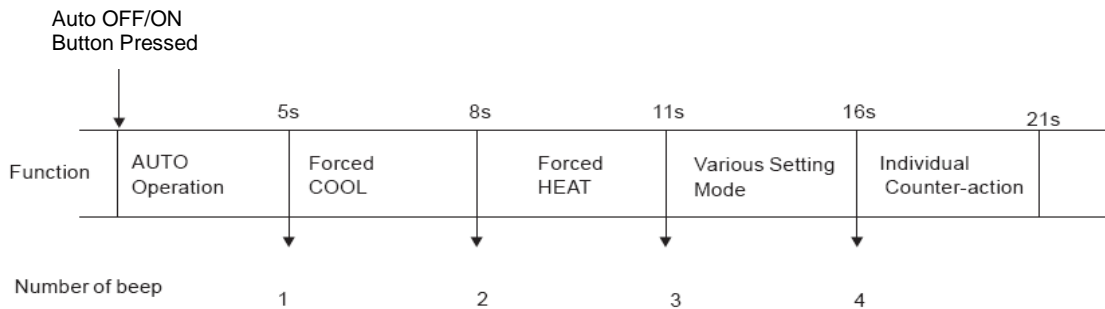 Auto OFF/ON
Button Pressed
5s 8s 11s 16s 21s
Function
AUTO
Operation
Forced
COOL
Forced
HEAT
Various Setting
Mode
Individual
Counter-action
Number of beep
1 2 3 4